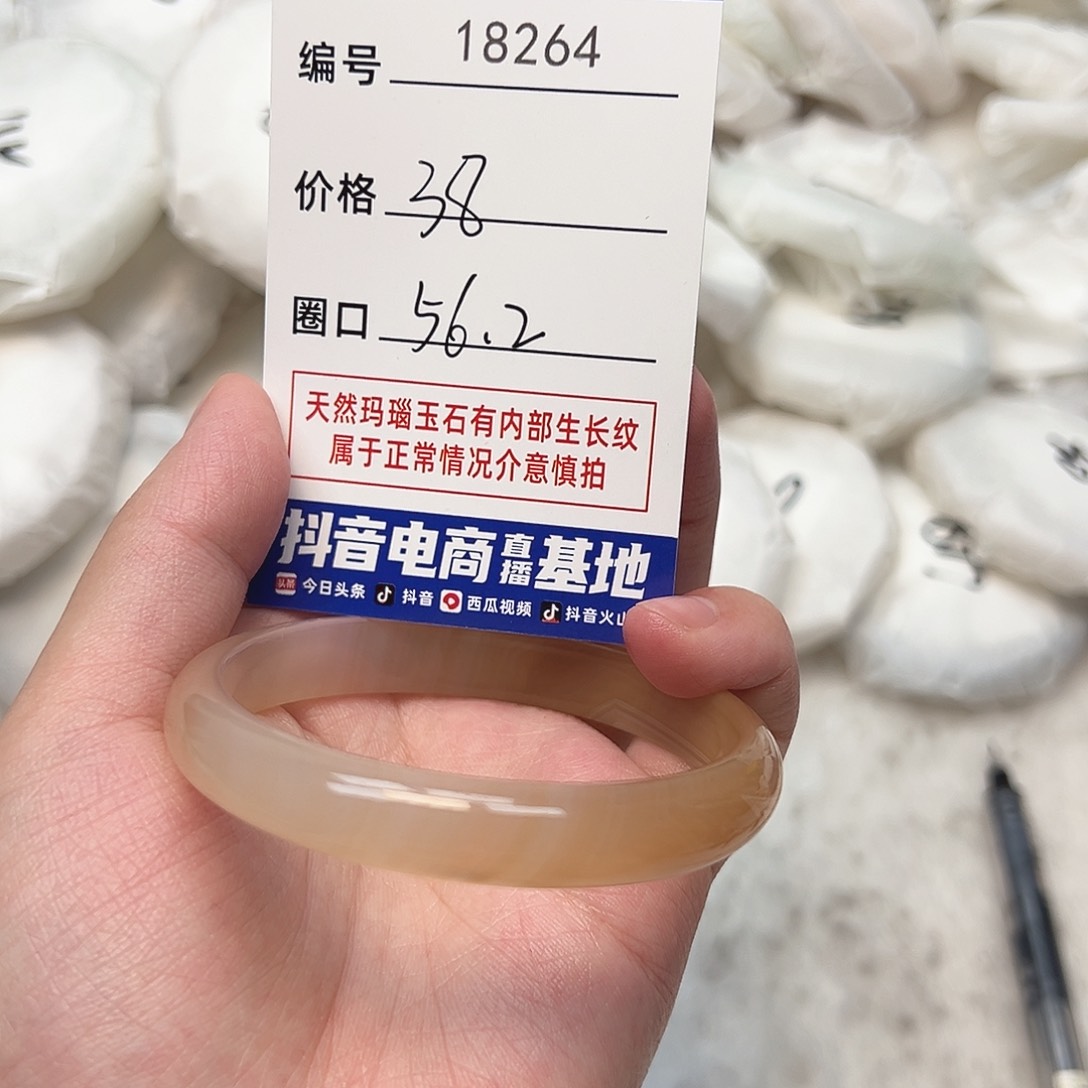 编号 18264
价格 38
圈口 56.2
天然玛瑙玉石有内部生长纹
属于正常情况介意慎拍
抖音电商直播基地
头条 今日头条 抖音 西瓜视频 抖音火山